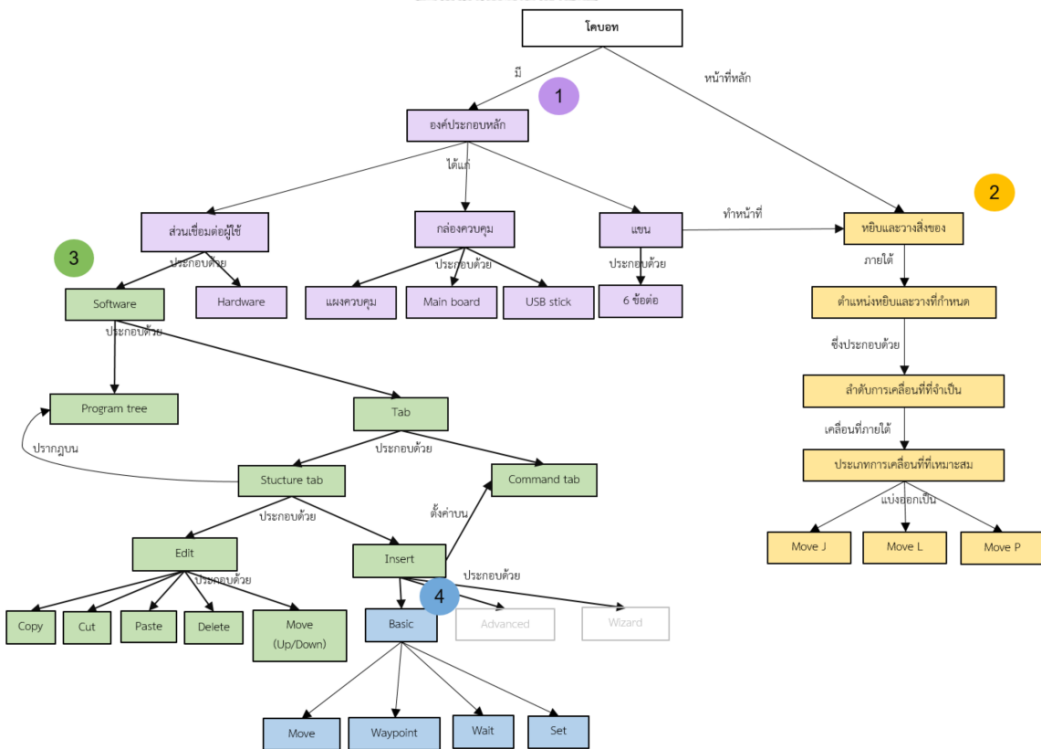 โคบอท
มี
หน้าที่หลัก
1
องค์ประกอบหลัก
ได้แก่
2
ส่วนเชื่อมต่อผู้ใช้
กล่องควบคุม
แขน
ทำหน้าที่
หยิบและวางสิ่งของ
3
ประกอบด้วย
ประกอบด้วย
ประกอบด้วย
ภายใต้
Software
Hardware
แผงควบคุม
Main board
USB stick
6 ข้อต่อ
ตำแหน่งหยิบและวางที่กำหนด
ประกอบด้วย
ซึ่งประกอบด้วย
ลำดับการเคลื่อนที่ที่จำเป็น
Program tree
Tab
เคลื่อนที่ภายใต้
ปรากฎบน
ประกอบด้วย
ประเภทการเคลื่อนที่ที่เหมาะสม
Stucture tab
Command tab
แบ่งออกเป็น
ประกอบด้วย
ตั้งค่าบน
Move J
Move L
Move P
Edit
Insert
ประกอบด้วย
ประกอบด้วย
4
Copy
Cut
Paste
Delete
Move
(Up/Down)
Basic
Advanced
Wizard
Move
Waypoint
Wait
Set